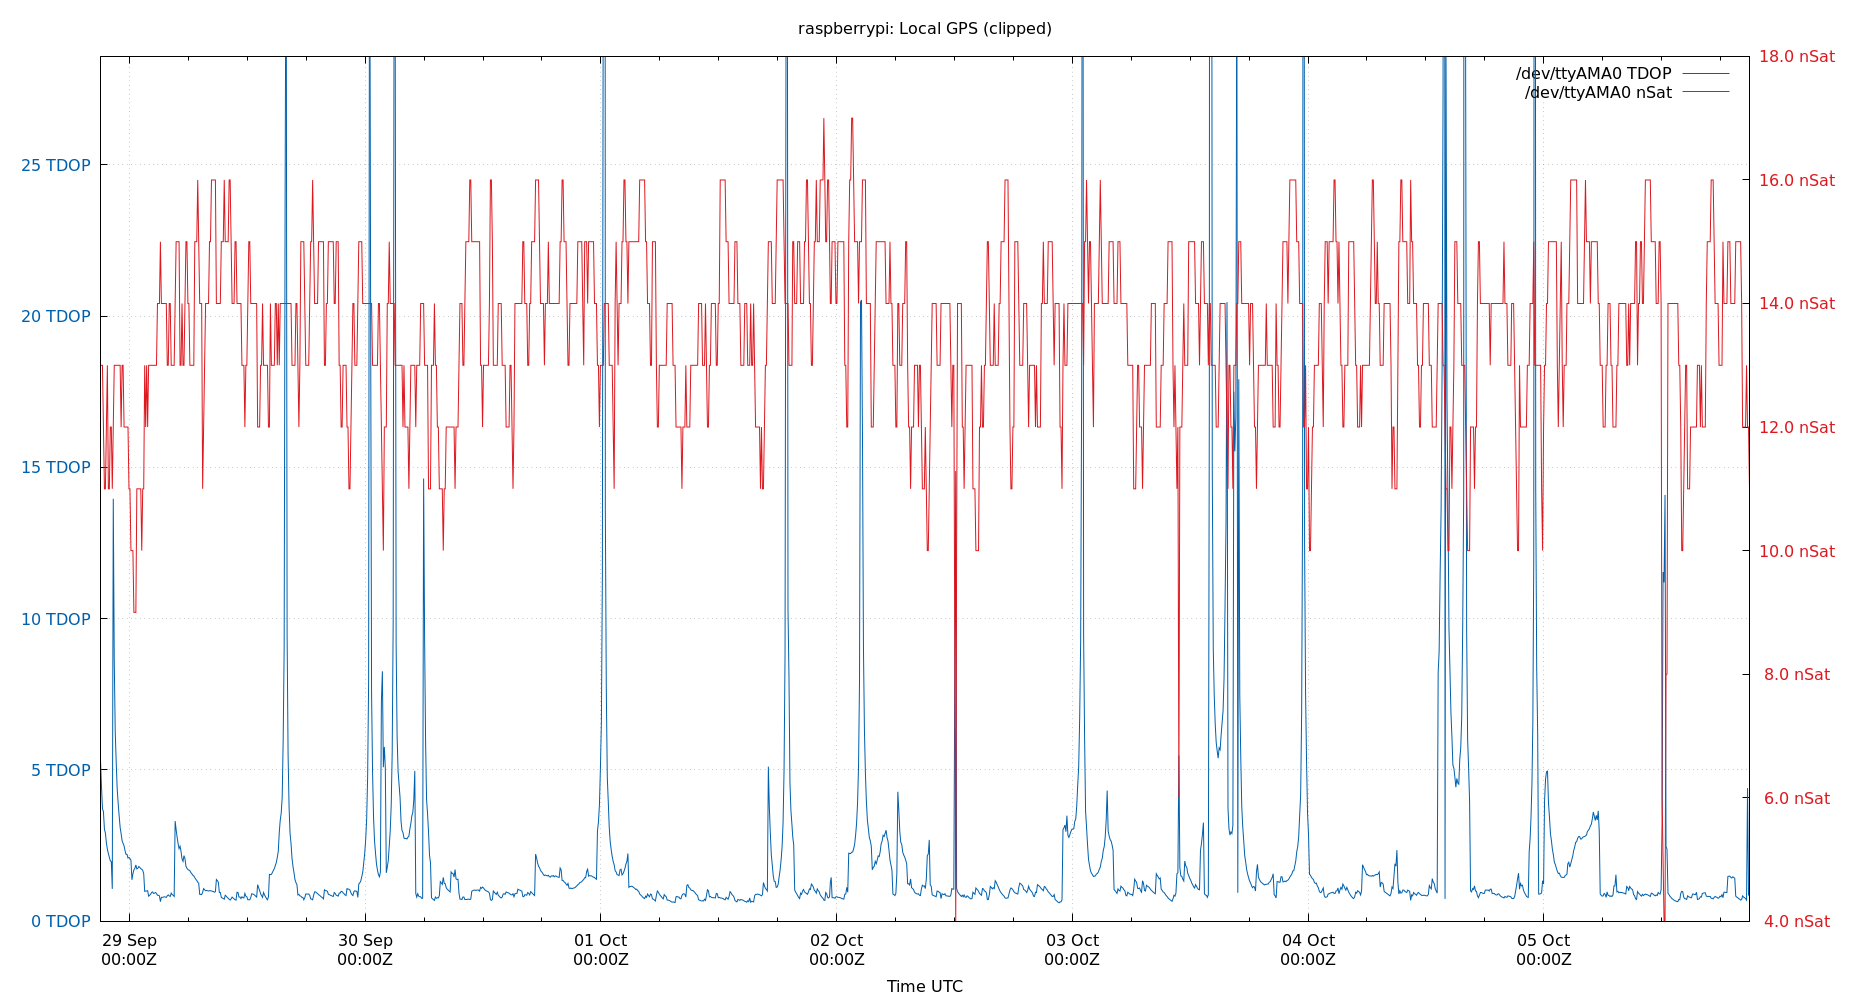 raspberrypi: Local GPS (clipped)
18.0 nSat
/dev/ttyAMA0 TDOP
/dev/ttyAMA0 nSat
25 TDOP
16.0 nSat
20 TDOP
14.0 nSat
12.0 nSat
15 TDOP
10.0 nSat
10 TDOP
8.0 nSat
5 TDOP
6.0 nSat
0 TDOP
4.0 nSat
29 Sep 30 Sep 01 Oct 02 Oct 03 Oct 04 Oct 05 Oct
00:00Z 00:00Z 00:00Z 00:00Z 00:00Z 00:00Z 00:00Z
Time UTC